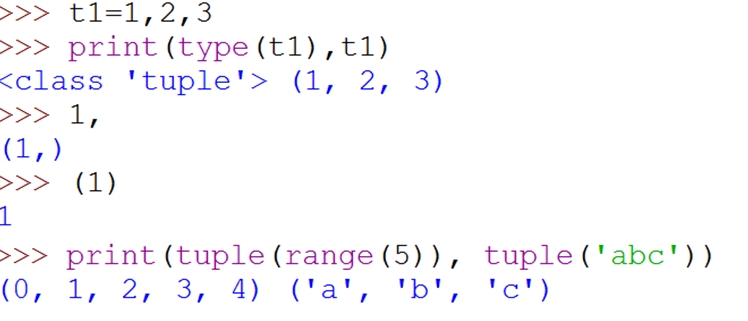 >>> t1=1,2,3
>>> print(type(t1),t1)
<class 'tuple'> (1, 2, 3)
>>> 1,
(1,)
>>> (1)
1
>>> print(tuple(range(5)), tuple('abc'))
(0, 1, 2, 3, 4) ('a', 'b', 'c')